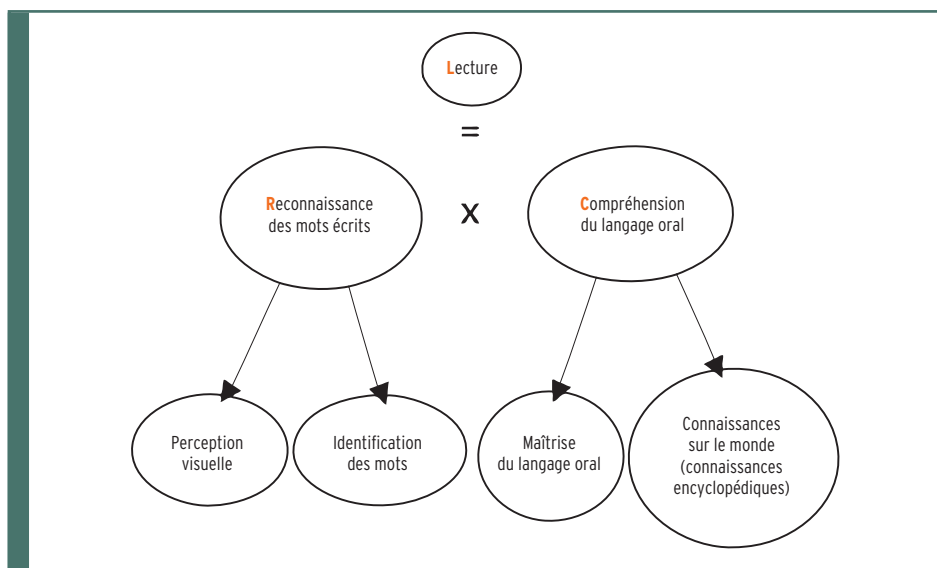 Lecture
=
Reconnaissance
des mots écrits
x
Compréhension
du langage oral
Perception
visuelle
Identification
des mots
Maîtrise
du langage oral
Connaissances
sur le monde
(connaissances
encyclopédiques)